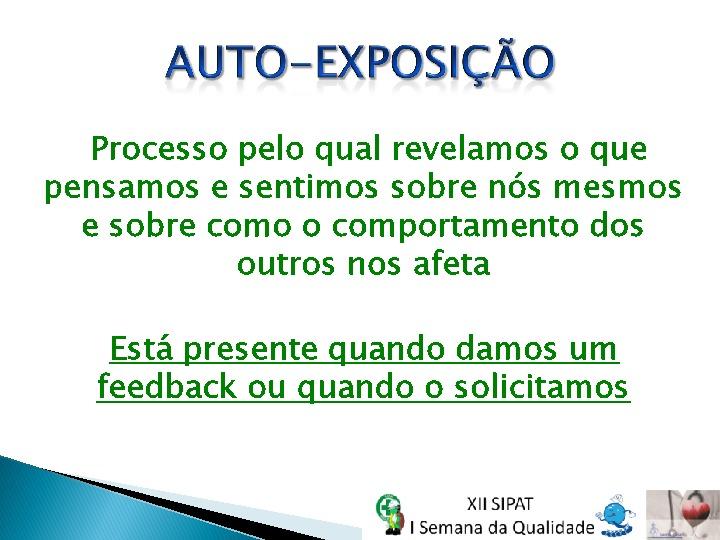 AUTO-EXPOSIÇÃO
Processo pelo qual revelamos o que
pensamos e sentimos sobre nós mesmos
e sobre como o comportamento dos
outros nos afeta
Está presente quando damos um
feedback ou quando o solicitamos
XII SIPAT
I Semana da Qualidade